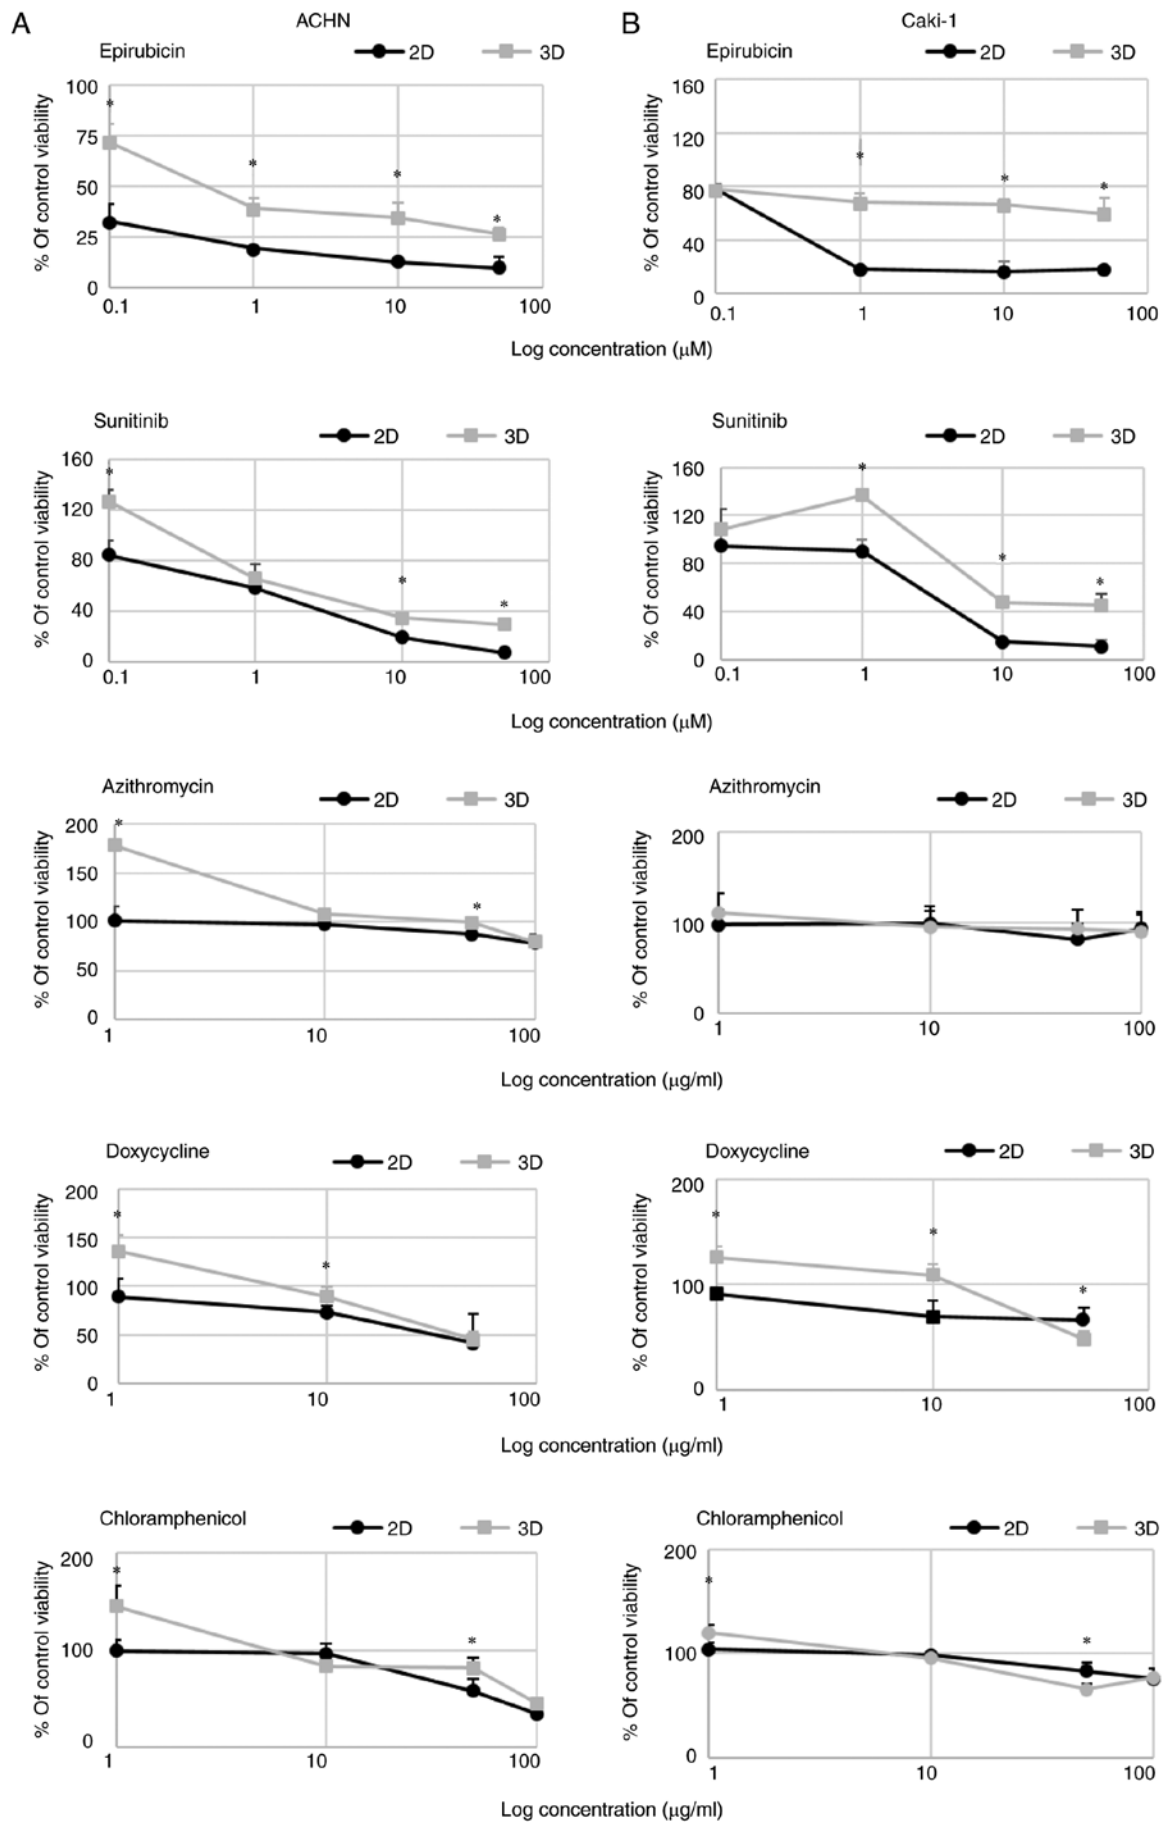 A ACHN B Caki-1
Epirubicin 2D 3D
% Of control viability
100
75
50
25
0
0.1 1 10 100
Epirubicin 2D 3D
% Of control viability
160
120
80
40
0
0.1 1 10 100
Log concentration (μM)
Sunitinib 2D 3D
% Of control viability
160
120
80
40
0
0.1 1 10 100
Sunitinib 2D 3D
% Of control viability
160
120
80
40
0
0.1 1 10 100
Log concentration (μM)
Azithromycin 2D 3D
% Of control viability
200
150
100
50
0
1 10 100
Azithromycin 2D 3D
% Of control viability
200
100
0
1 10 100
Log concentration (μg/ml)
Doxycycline 2D 3D
% Of control viability
200
150
100
50
0
1 10 100
Doxycycline 2D 3D
% Of control viability
200
100
0
1 10 100
Log concentration (μg/ml)
Chloramphenicol 2D 3D
% Of control viability
200
100
0
1 10 100
Chloramphenicol 2D 3D
% Of control viability
200
100
0
1 10 100
Log concentration (μg/ml)